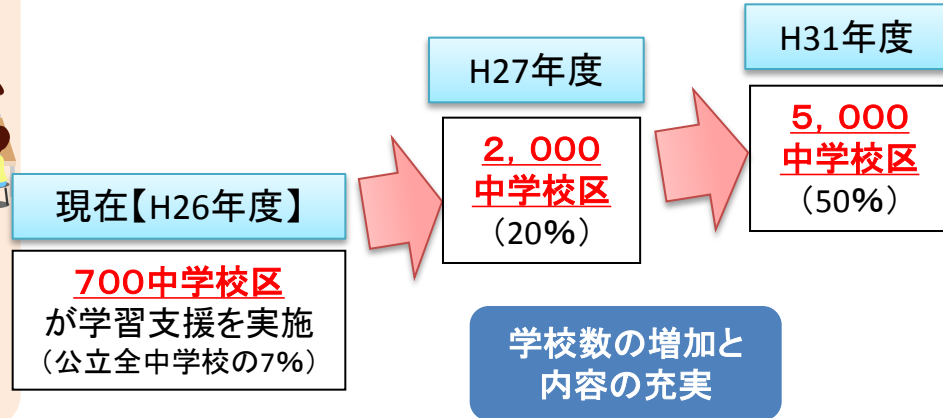 現在【H26年度】
700中学校区
が学習支援を実施
（公立全中学校の7％）
H27年度
2，000
中学校区
（20％）
H31年度
5，000
中学校区
（50％）
学校数の増加と
内容の充実